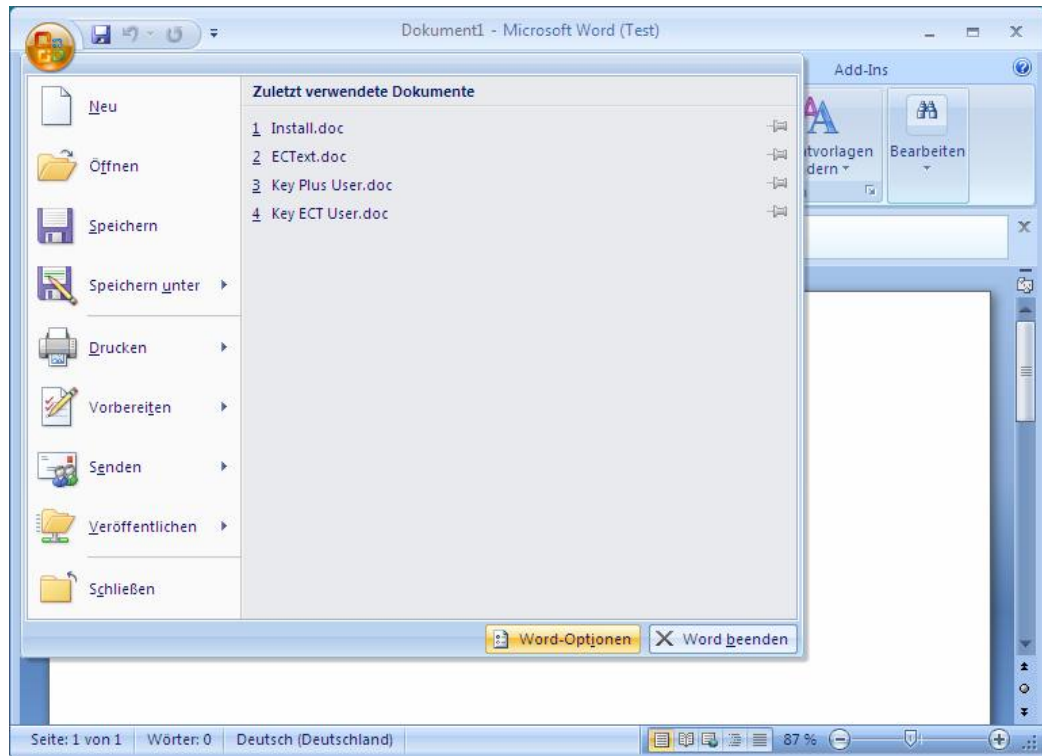 Dokument1 - Microsoft Word (Test)
Add-Ins
Neu
Öffnen
Speichern
Speichern unter
Drucken
Vorbereiten
Senden
Veröffentlichen
Schließen
Zuletzt verwendete Dokumente
1 Install.doc
2 ECText.doc
3 Key Plus User.doc
4 Key ECT User.doc
tvorlagen
dern
Bearbeiten
Word-Optionen
Word beenden
Seite: 1 von 1 Wörter: 0 Deutsch (Deutschland) 87 %